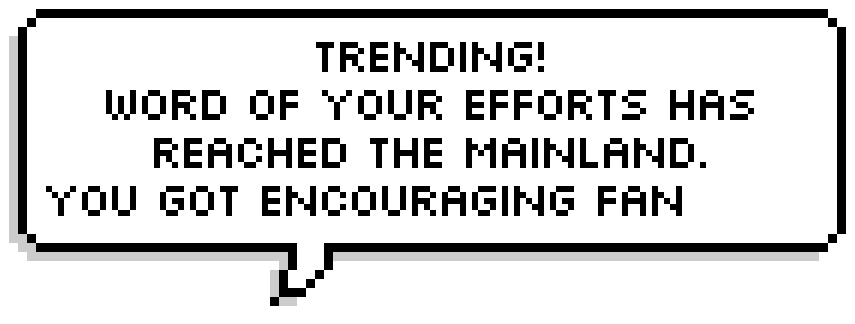 TRENDING!
WORD OF YOUR EFFORTS HAS
REACHED THE MAINLAND.
YOU GOT ENCOURAGING FAN